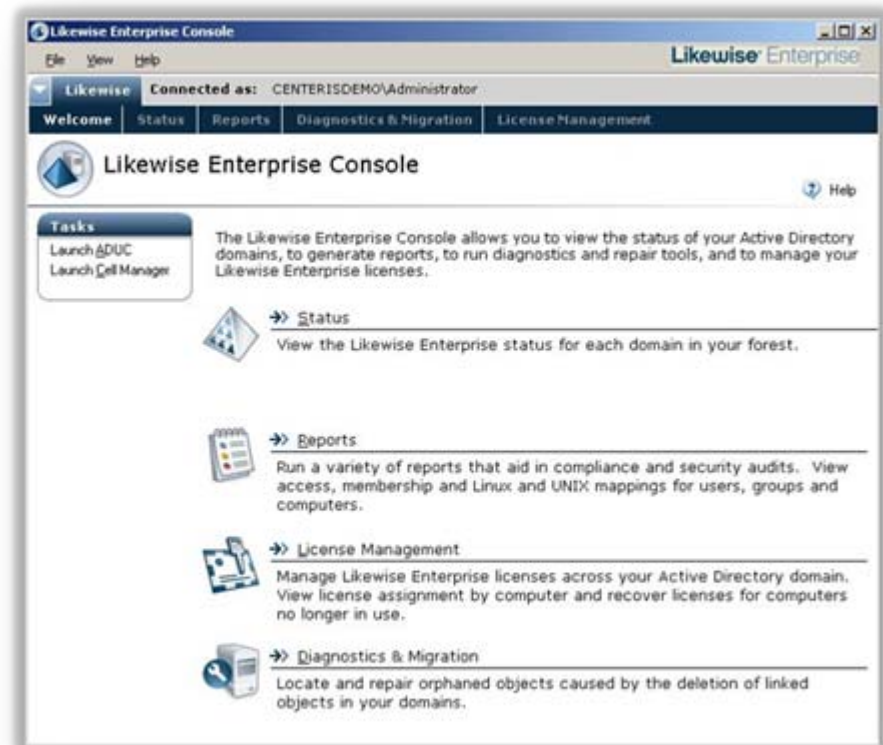 Likewise Enterprise Console
File View Help
Likewise Enterprise
Likewise Connected as: CENTERISDEMO\Administrator
Welcome Status Reports Diagnostics & Migration License Management
Likewise Enterprise Console
Help
Tasks
Launch ADUC
Launch Cell Manager
The Likewise Enterprise Console allows you to view the status of your Active Directory
domains, to generate reports, to run diagnostics and repair tools, and to manage your
Likewise Enterprise licenses.
Status
View the Likewise Enterprise status for each domain in your forest.
Reports
Run a variety of reports that aid in compliance and security audits. View
access, membership and Linux and UNIX mappings for users, groups and
computers.
License Management
Manage Likewise Enterprise licenses across your Active Directory domain.
View license assignment by computer and recover licenses for computers
no longer in use.
Diagnostics & Migration
Locate and repair orphaned objects caused by the deletion of linked
objects in your domains.